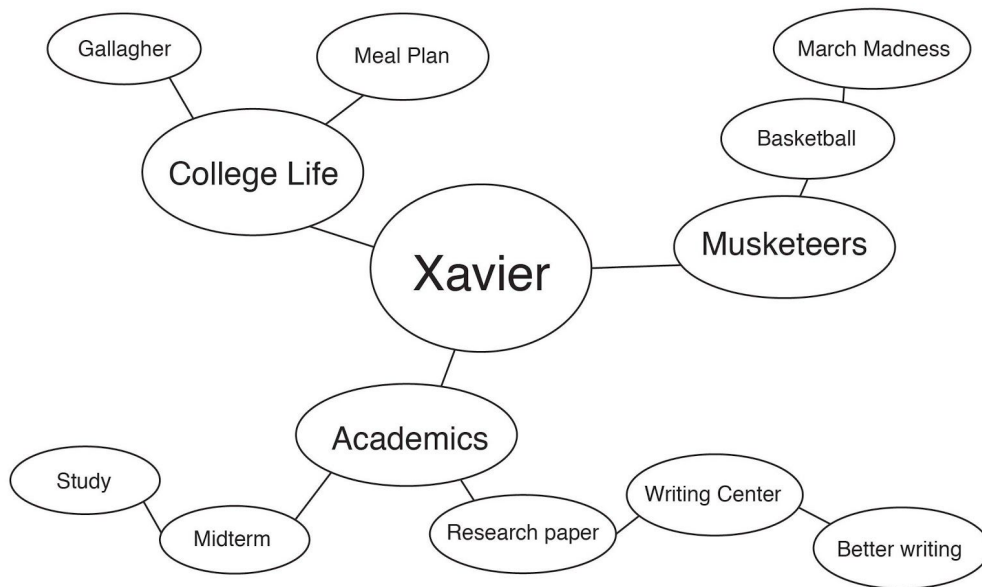 Gallagher
Meal Plan
March Madness
Basketball
College Life
Musketeers
Xavier
Academics
Study
Midterm
Research paper
Writing Center
Better writing